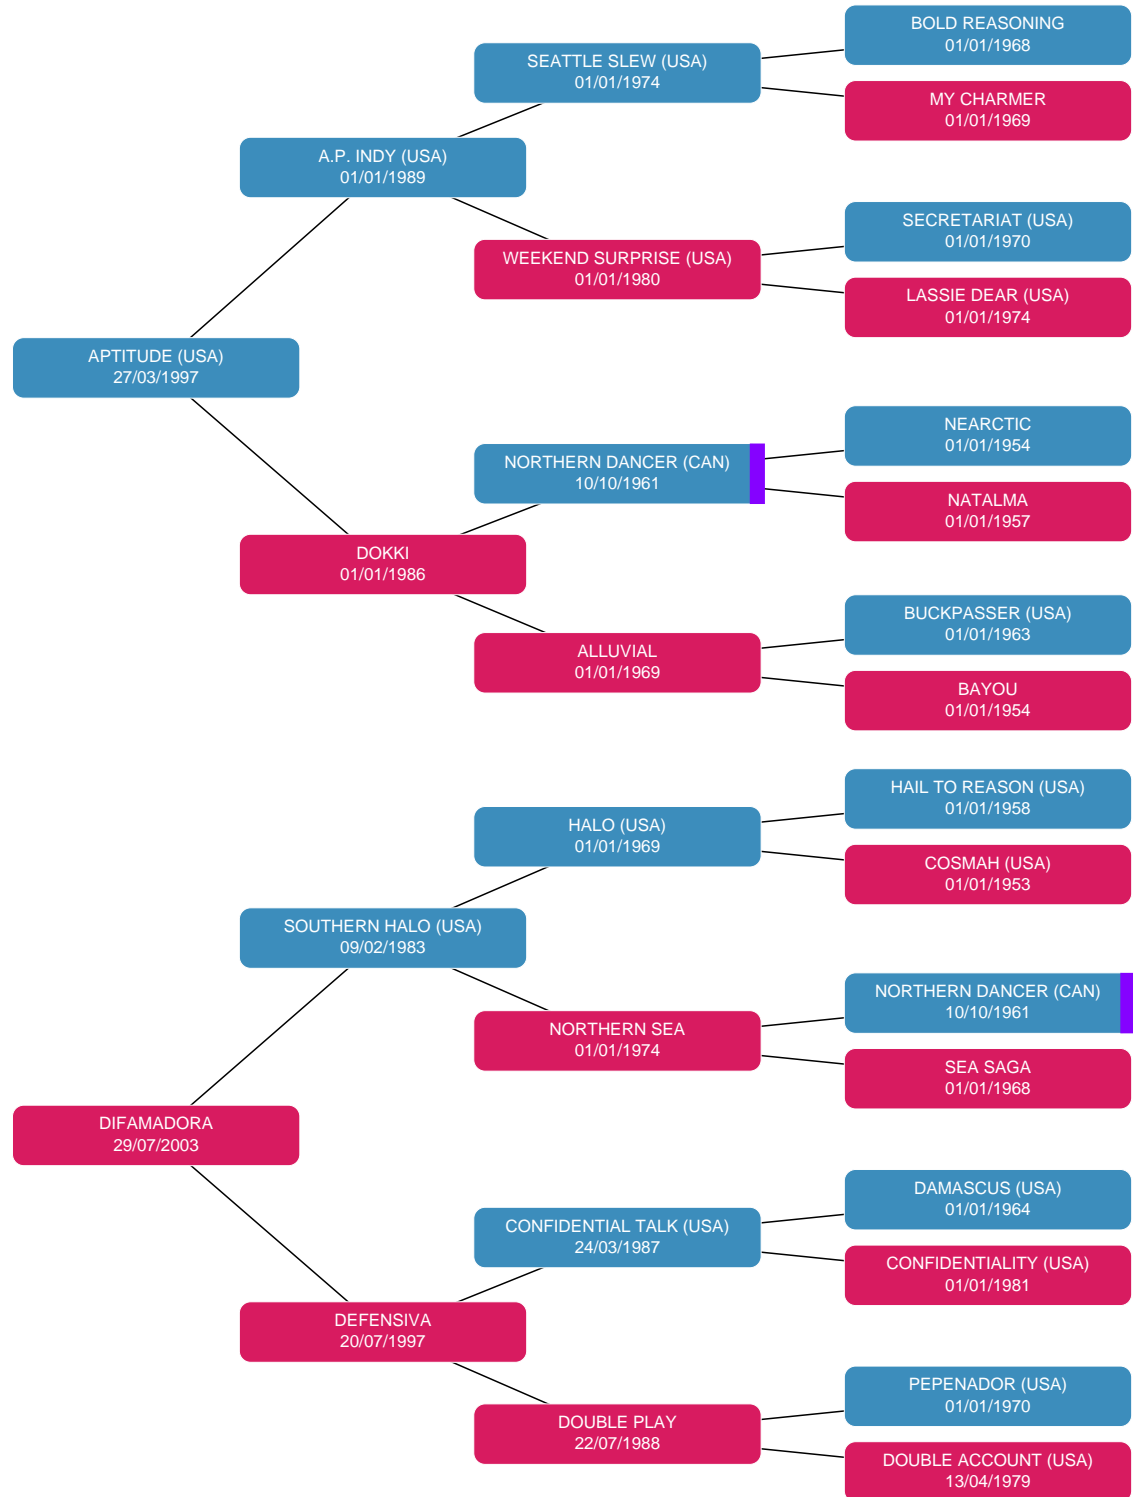 BOLD REASONING
01/01/1968
SEATTLE SLEW (USA)
01/01/1974
MY CHARMER
01/01/1969
A.P. INDY (USA)
01/01/1989
SECRETARIAT (USA)
01/01/1970
WEEKEND SURPRISE (USA)
01/01/1980
LASSIE DEAR (USA)
01/01/1974
APTITUDE (USA)
27/03/1997
NEARCTIC
01/01/1954
NORTHERN DANCER (CAN)
10/10/1961
NATALMA
01/01/1957
DOKKI
01/01/1986
BUCKPASSER (USA)
01/01/1963
ALLUVIAL
01/01/1969
BAYOU
01/01/1954
HAIL TO REASON (USA)
01/01/1958
HALO (USA)
01/01/1969
COSMAH (USA)
01/01/1953
SOUTHERN HALO (USA)
09/02/1983
NORTHERN DANCER (CAN)
10/10/1961
NORTHERN SEA
01/01/1974
SEA SAGA
01/01/1968
DIFAMADORA
29/07/2003
DAMASCUS (USA)
01/01/1964
CONFIDENTIAL TALK (USA)
24/03/1987
CONFIDENTIALITY (USA)
01/01/1981
DEFENSIVA
20/07/1997
PEPENADOR (USA)
01/01/1970
DOUBLE PLAY
22/07/1988
DOUBLE ACCOUNT (USA)
13/04/1979